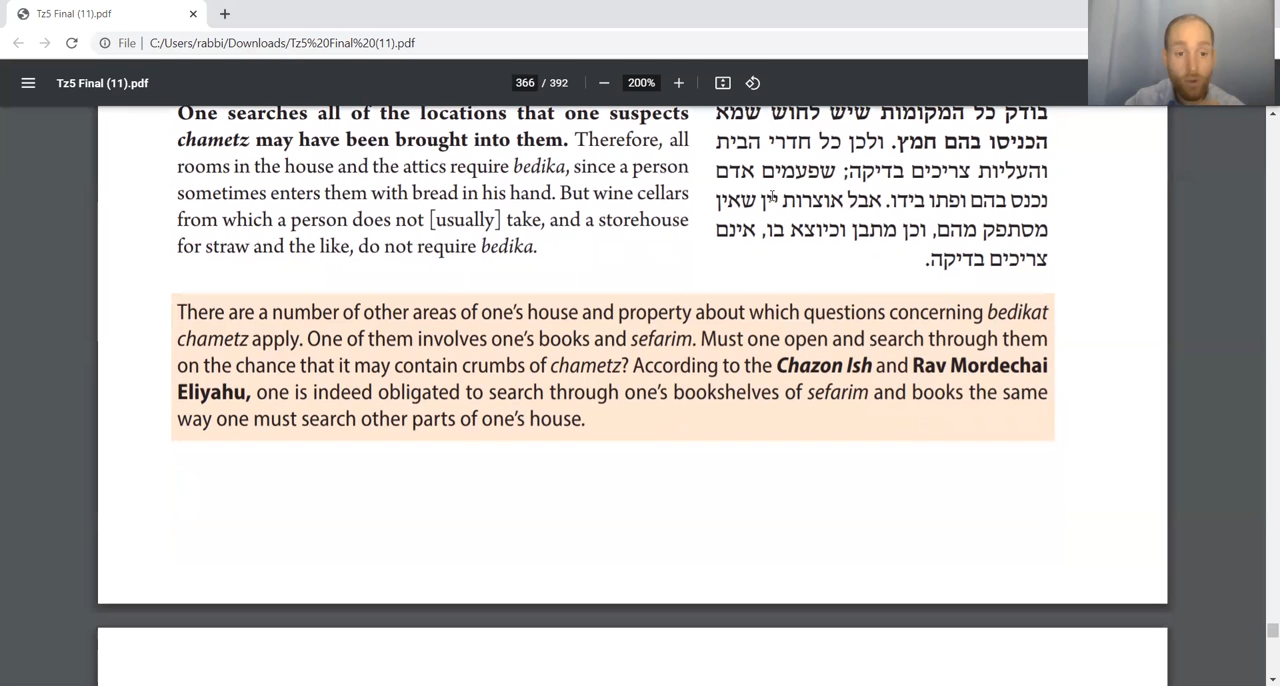 Tz5 Final (11).pdf
File
C:/Users/rabbi/Downloads/Tz5%20Final%20(11).pdf
Tz5 Final (11).pdf
366 / 392
200%
One searches all of the locations that one suspects
chametz may have been brought into them. Therefore, all
rooms in the house and the attics require bedika, since a person
sometimes enters them with bread in his hand. But wine cellars
from which a person does not [usually] take, and a storehouse
for straw and the like, do not require bedika.
בודק כל המקומות שיש לחוש שמא
הכניסו בהם חמץ. ולכן כל חדרי הבית
והעליות צריכים בדיקה; שפעמים אדם
נכנס בהם ופתו בידו. אבל אוצרות יין שאין
מסתפק מהם, וכן מתבן וכיוצא בו, אינם
צריכים בדיקה.
There are a number of other areas of one's house and property about which questions concerning bedikat
chametz apply. One of them involves one's books and sefarim. Must one open and search through them
on the chance that it may contain crumbs of chametz? According to the Chazon Ish and Rav Mordechai
Eliyahu, one is indeed obligated to search through one's bookshelves of sefarim and books the same
way one must search other parts of one's house.